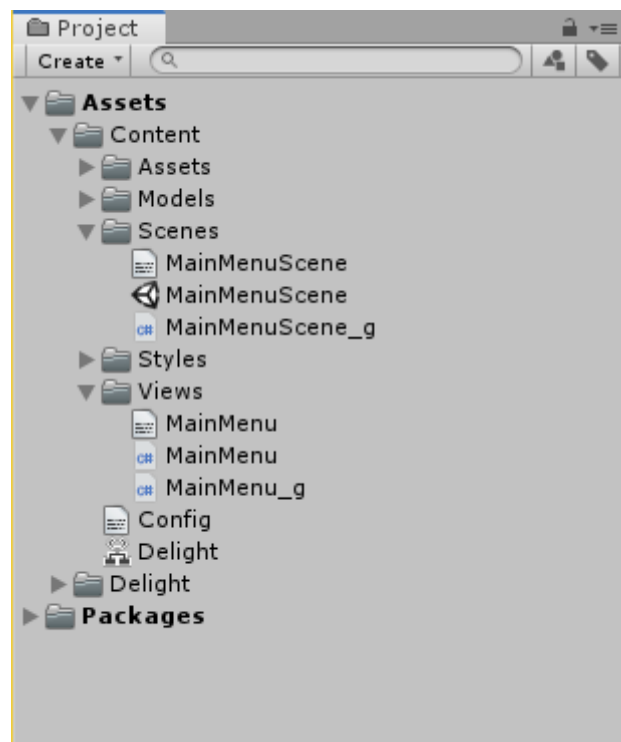 Project
Create
Assets
Content
Assets
Models
Scenes
MainMenuScene
MainMenuScene
C# MainMenuScene_g
Styles
Views
MainMenu
C# MainMenu
C# MainMenu_g
Config
Delight
Delight
Packages